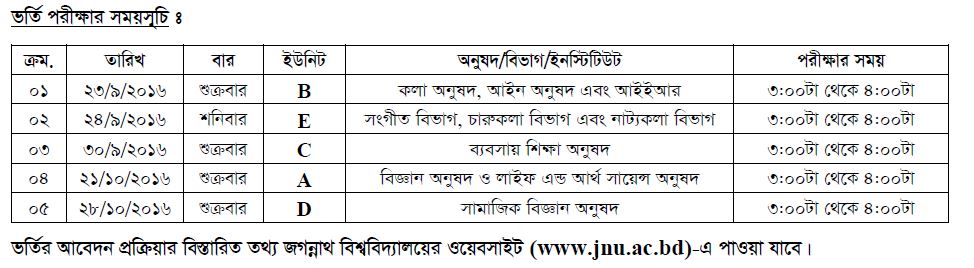 ভর্তি পরীক্ষার সময়সূচি ঃ
ক্রম. তারিখ বার ইউনিট অনুষদ/বিভাগ/ইনস্টিটিউট পরীক্ষার সময়
০১ ২৩/৯/২০১৬ শুক্রবার B কলা অনুষদ, আইন অনুষদ এবং আইইআর ৩:০০টা থেকে ৪:০০টা
০২ ২৪/৯/২০১৬ শনিবার E সংগীত বিভাগ, চারুকলা বিভাগ এবং নাট্যকলা বিভাগ ৩:০০টা থেকে ৪:০০টা
০৩ ৩০/৯/২০১৬ শুক্রবার C ব্যবসায় শিক্ষা অনুষদ ৩:০০টা থেকে ৪:০০টা
০৪ ২১/১০/২০১৬ শুক্রবার A বিজ্ঞান অনুষদ ও লাইফ এন্ড আর্থ সায়েন্স অনুষদ ৩:০০টা থেকে ৪:০০টা
০৫ ২৮/১০/২০১৬ শুক্রবার D সামাজিক বিজ্ঞান অনুষদ ৩:০০টা থেকে ৪:০০টা
ভর্তির আবেদন প্রক্রিয়ার বিস্তারিত তথ্য জগন্নাথ বিশ্ববিদ্যালয়ের ওয়েবসাইট (www.jnu.ac.bd)-এ পাওয়া যাবে।